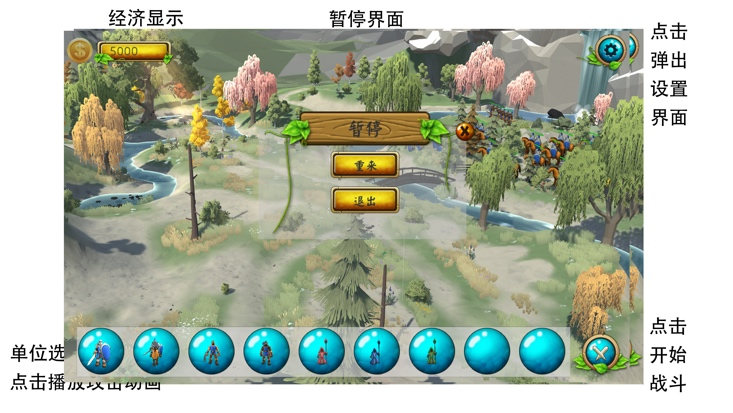 经济显示
暂停界面
点击
弹出
设置
界面
5000
暂停
重来
退出
点击
开始
战斗
单位选
点击播放攻击动画